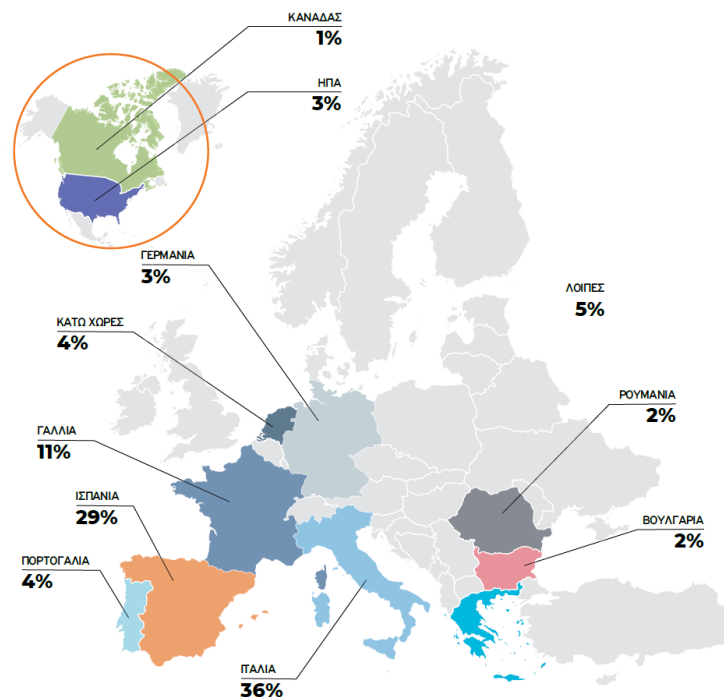 ΚΑΝΑΔΑΣ
1%
ΗΠΑ
3%
ΓΕΡΜΑΝΙΑ
3%
ΛΟΙΠΕΣ
5%
ΚΑΤΩ ΧΩΡΕΣ
4%
ΡΟΥΜΑΝΙΑ
2%
ΓΑΛΛΙΑ
11%
ΙΣΠΑΝΙΑ
29%
ΒΟΥΛΓΑΡΙΑ
2%
ΠΟΡΤΟΓΑΛΙΑ
4%
ΙΤΑΛΙΑ
36%